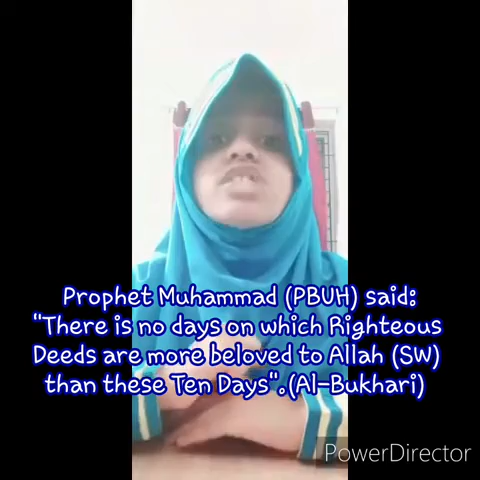 Prophet Muhammad (PBUH) said:
"There is no days on which Righteous
Deeds are more beloved to Allah (SW)
than these Ten Days".(Al-Bukhari)
PowerDirector